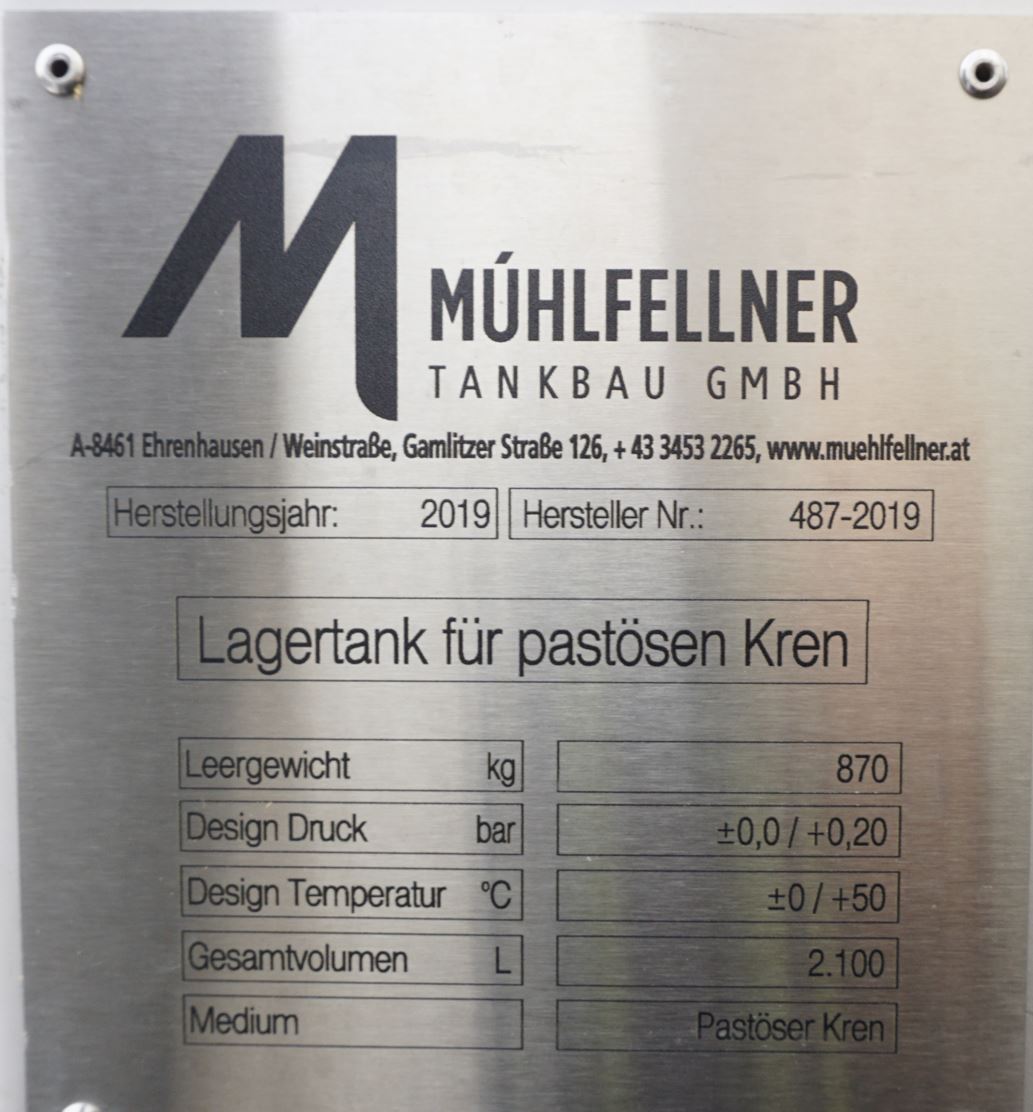 MÚHLFELLNER
TANKBAU GMBH
A-8461 Ehrenhausen / Weinstraße, Gamlitzer Straße 126, + 43 3453 2265, www.muehlfellner.at
Herstellungsjahr: 2019 Hersteller Nr.: 487-2019
Lagertank für pastösen Kren
Leergewicht kg 870
Design Druck bar ±0,0 / +0,20
Design Temperatur °C ±0 / +50
Gesamtvolumen L 2.100
Medium Pastöser Kren